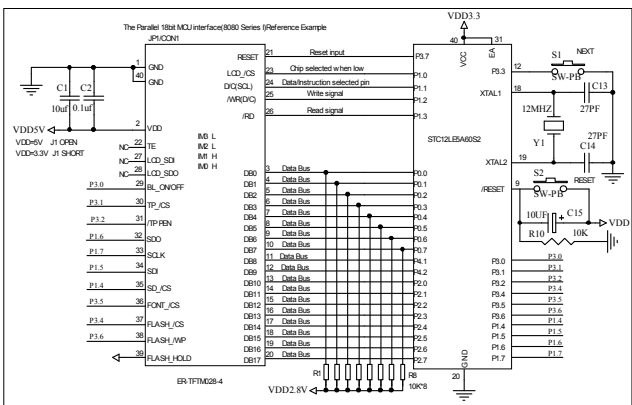 The Parallel 18bit MCU interface(8080 Series I)Reference Example
JP1/CON1
VDD3.3
40
31
VCC
EA
S1
NEXT
SW-PB
1
GND
40
GND
C1
C2
10uf
0.1uf
VDD5V
2
VDD
VDD=5V J1 OPEN
VDD=3.3V J1 SHORT
IM3 L
IM2 L
IM1 H
IM0 H
NC
22
TE
NC
27
LCD_SDI
NC
28
LCD_SDO
P3.0
29
BL_ON/OFF
P3.1
30
TP_/CS
P3.2
31
/TP PEN
P1.6
32
SDO
P1.7
33
SCLK
P1.5
34
SDI
P1.4
35
SD_/CS
P3.5
36
FONT_/CS
P3.4
37
FLASH_/CS
P3.6
38
FLASH_/WP
39
FLASH_HOLD
ER-TFTM028-4
RESET
21
Reset input
P3.7
LCD_/CS
23
Chip selected when low
P1.0
D/C(SCL)
24
Data/Instruction selected pin
P1.1
/WR(D/C)
25
Write signal
P1.2
/RD
26
Read signal
P1.3
STC12LE5A60S2
DB0
3
Data Bus
P0.0
DB1
4
Data Bus
P0.1
DB2
5
Data Bus
P0.2
DB3
6
Data Bus
P0.3
DB4
7
Data Bus
P0.4
DB5
8
Data Bus
P0.5
DB6
9
Data Bus
P0.6
DB7
10
Data Bus
P0.7
DB8
11
Data Bus
P4.1
DB9
12
Data Bus
P4.2
DB10
13
Data Bus
P2.0
DB11
14
Data Bus
P2.1
DB12
15
Data Bus
P2.2
DB13
16
Data Bus
P2.3
DB14
17
Data Bus
P2.4
DB15
18
Data Bus
P2.5
DB16
19
Data Bus
P2.6
DB17
20
Data Bus
P2.7
R1
R8
10K*8
VDD2.8V
P3.3
12
XTAL1
18
C13
27PF
12MHZ
Y1
27PF
C14
XTAL2
19
S2
RESET
/RESET
9
SW-PB
10UF
+
C15
VDD
R10
10K
P3.0
P3.0
P3.1
P3.1
P3.2
P3.2
P3.4
P3.4
P3.5
P3.5
P3.6
P3.6
P1.4
P1.4
P1.5
P1.5
P1.6
P1.6
P1.7
P1.7
GND
20